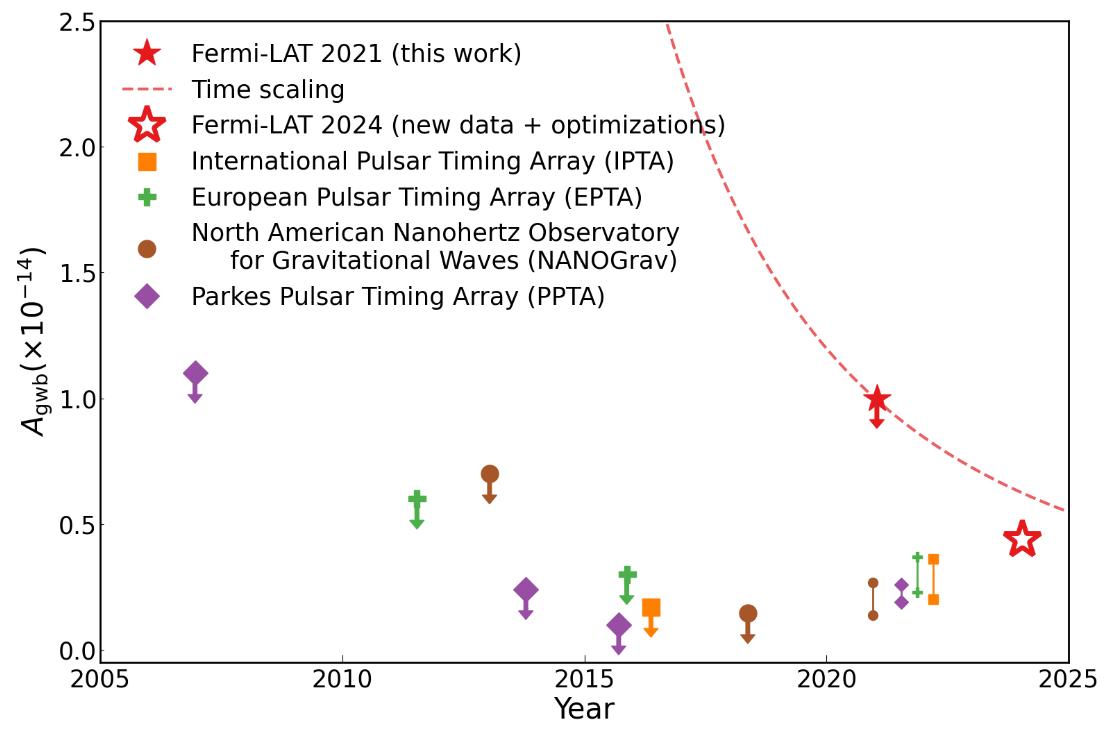 2.5
Fermi-LAT 2021 (this work)
Time scaling
Fermi-LAT 2024 (new data + optimizations)
2.0
International Pulsar Timing Array (IPTA)
European Pulsar Timing Array (EPTA)
North American Nanohertz Observatory
for Gravitational Waves (NANOGrav)
1.5
Parkes Pulsar Timing Array (PPTA)
A_gwb(×10⁻¹⁴)
1.0
0.5
0.0
2005 2010 2015 2020 2025
Year